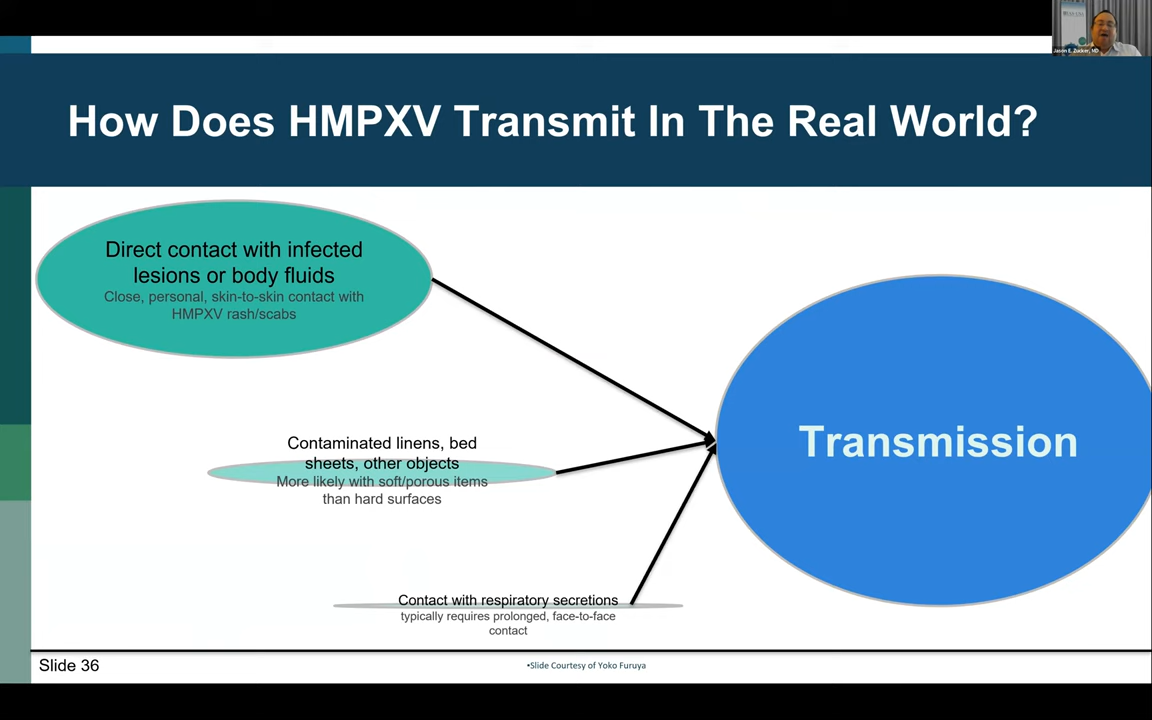 Jason E. Zucker, MD
How Does HMPXV Transmit In The Real World?
Direct contact with infected
lesions or body fluids
Close, personal, skin-to-skin contact with
HMPXV rash/scabs
Contaminated linens, bed
sheets, other objects
More likely with soft/porous items
than hard surfaces
Contact with respiratory secretions
typically requires prolonged, face-to-face
contact
Transmission
Slide 36
•Slide Courtesy of Yoko Furuya